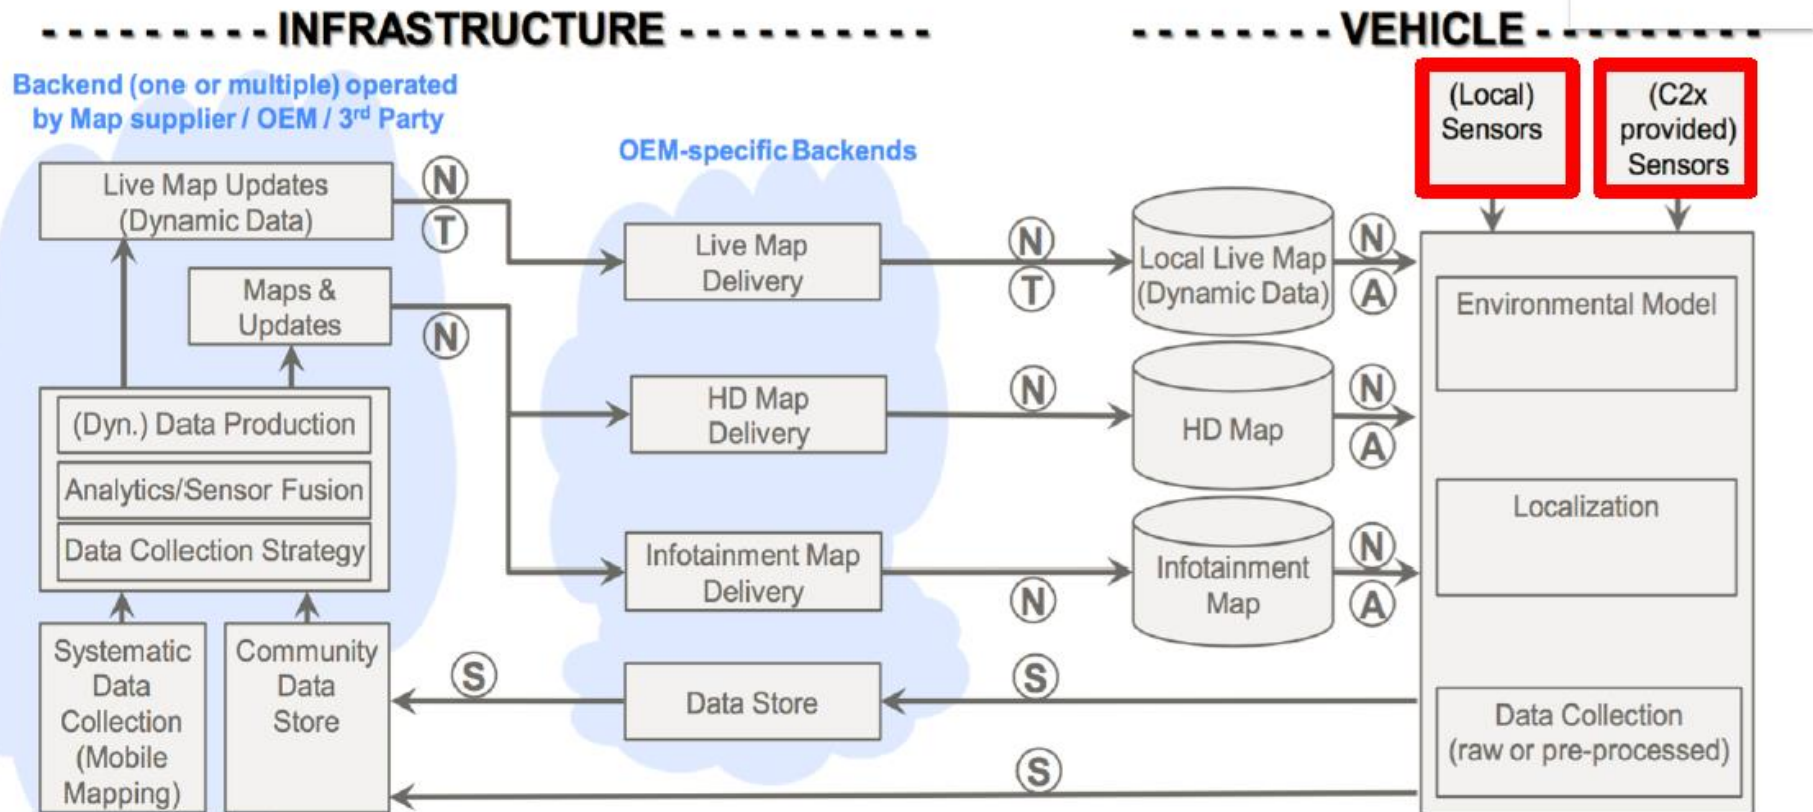 - - - - - - - - - INFRASTRUCTURE - - - - - - - - - -
- - - - - - - - VEHICLE - - - - - - - - -
Backend (one or multiple) operated
by Map supplier / OEM / 3rd Party
OEM-specific Backends
(Local)
Sensors
(C2x
provided)
Sensors
Live Map Updates
(Dynamic Data)
N
T
Live Map
Delivery
N
T
Local Live Map
(Dynamic Data)
N
A
Environmental Model
Maps &
Updates
N
(Dyn.) Data Production
Analytics/Sensor Fusion
Data Collection Strategy
HD Map
Delivery
N
HD Map
N
A
Localization
Infotainment Map
Delivery
N
Infotainment
Map
N
A
Systematic
Data
Collection
(Mobile
Mapping)
Community
Data
Store
S
Data Store
S
Data Collection
(raw or pre-processed)
S